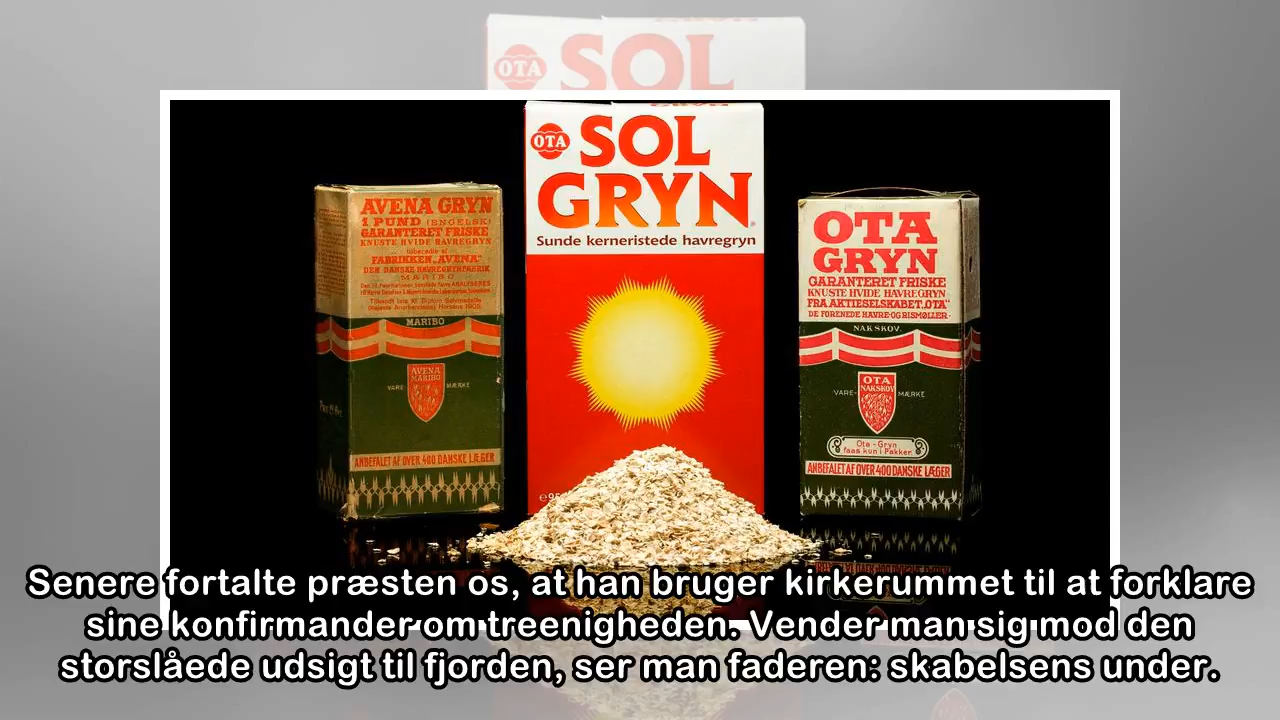 OTA
SOL
OTA
SOL
GRYN
Sunde kerneristede havregryn
AVENA GRYN
1 PUND (ENGELSK)
GARANTERET FRISKE
KNUSTE HVIDE HAVREGRYN
FABRIKKEN „AVENA"
DEN DANSKE HAVREGRYNFABRIK
MARIBO
MARIBO
AVENA
MARIBO
VARE MÆRKE
ANBEFALET AF OVER 400 DANSKE LÆGER
OTA
GRYN
GARANTERET FRISKE
KNUSTE HVIDE HAVREGRYN
FRA AKTIESELSKABET „OTA"
DE FORENEDE HAVRE-OG RISMØLLER
NAKSKOV.
OTA
NAKSKOV
VARE- MÆRKE
Ota - Gryn
faas kun i Pakker.
ANBEFALET AF OVER 400 DANSKE LÆGER
Senere fortalte præsten os, at han bruger kirkerummet til at forklare
sine konfirmander om treenigheden. Vender man sig mod den
storslåede udsigt til fjorden, ser man faderen: skabelsens under.